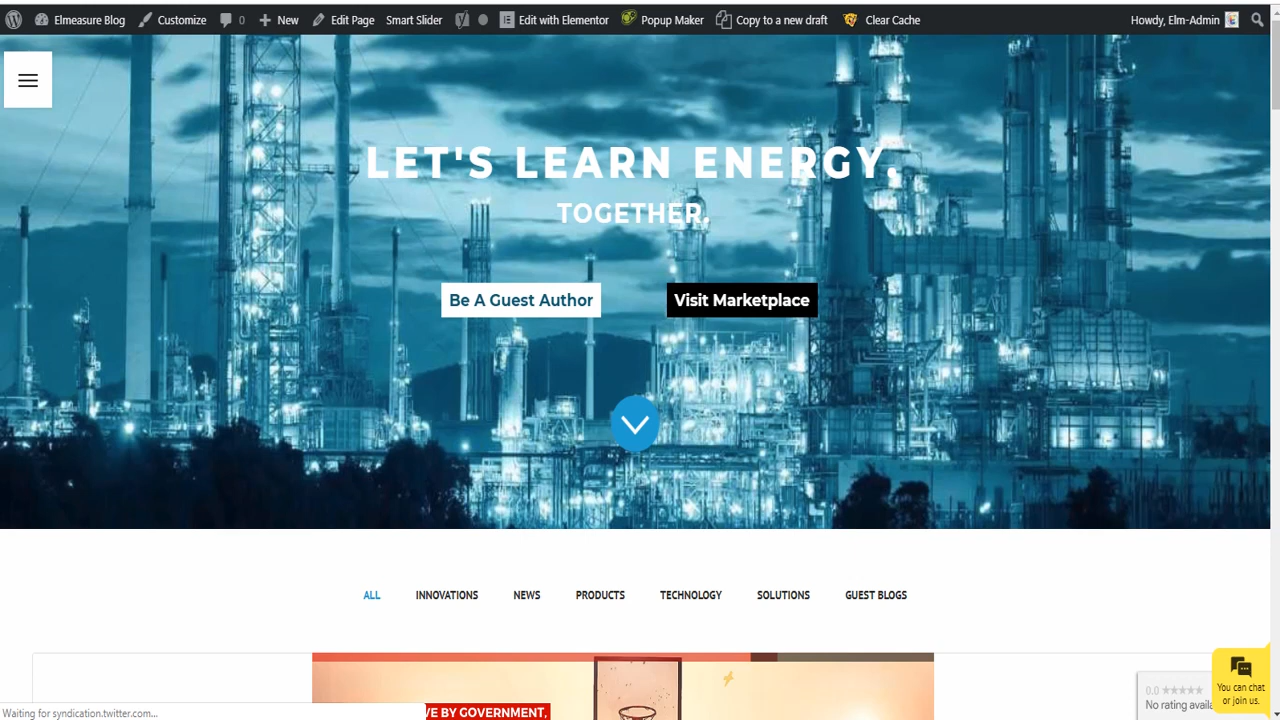 Elmeasure Blog Customize 0 New Edit Page Smart Slider Edit with Elementor Popup Maker Copy to a new draft Clear Cache Howdy, Elm-Admin
LET'S LEARN ENERGY,
TOGETHER.
Be A Guest Author Visit Marketplace
ALL INNOVATIONS NEWS PRODUCTS TECHNOLOGY SOLUTIONS GUEST BLOGS
You can chat
or join us.
0.0
No rating
VE BY GOVERNMENT,
Waiting for syndication.twitter.com...